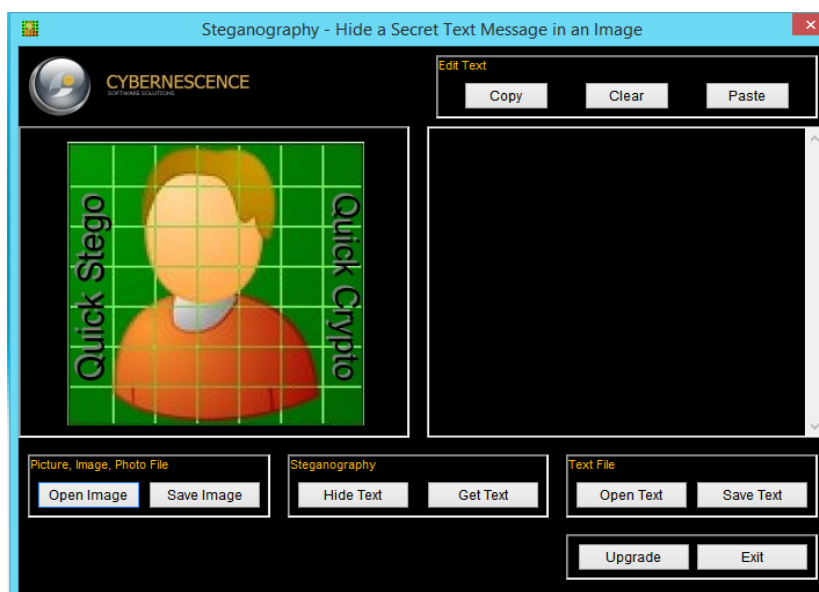 Steganography - Hide a Secret Text Message in an Image
CYBERNESCENCE
SOFTWARE SOLUTIONS
Edit Text
Copy Clear Paste
Quick Stego
Quick Crypto
Picture, Image, Photo File
Open Image Save Image
Steganography
Hide Text Get Text
Text File
Open Text Save Text
Upgrade Exit